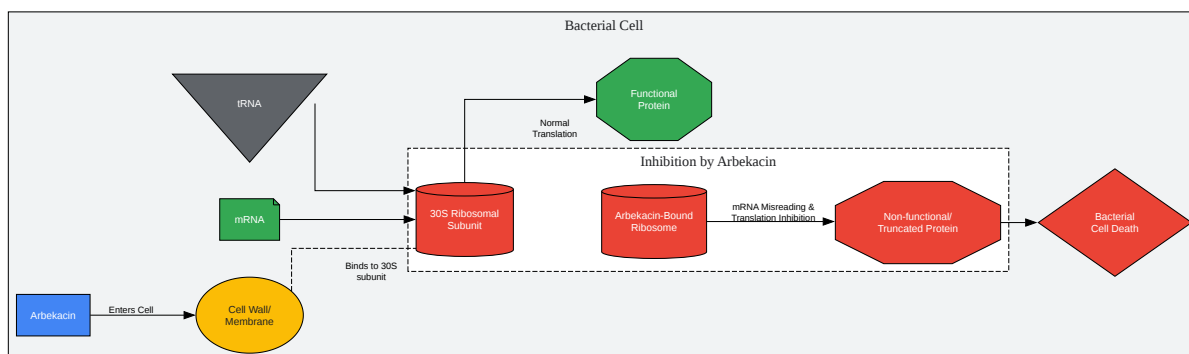 Bacterial Cell
tRNA
Functional
Protein
Normal
Translation
Inhibition by Arbekacin
mRNA
30S Ribosomal
Subunit
Arbekacin-Bound
Ribosome
mRNA Misreading &
Translation Inhibition
Non-functional/
Truncated Protein
Bacterial
Cell Death
Binds to 30S
subunit
Arbekacin
Enters Cell
Cell Wall/
Membrane